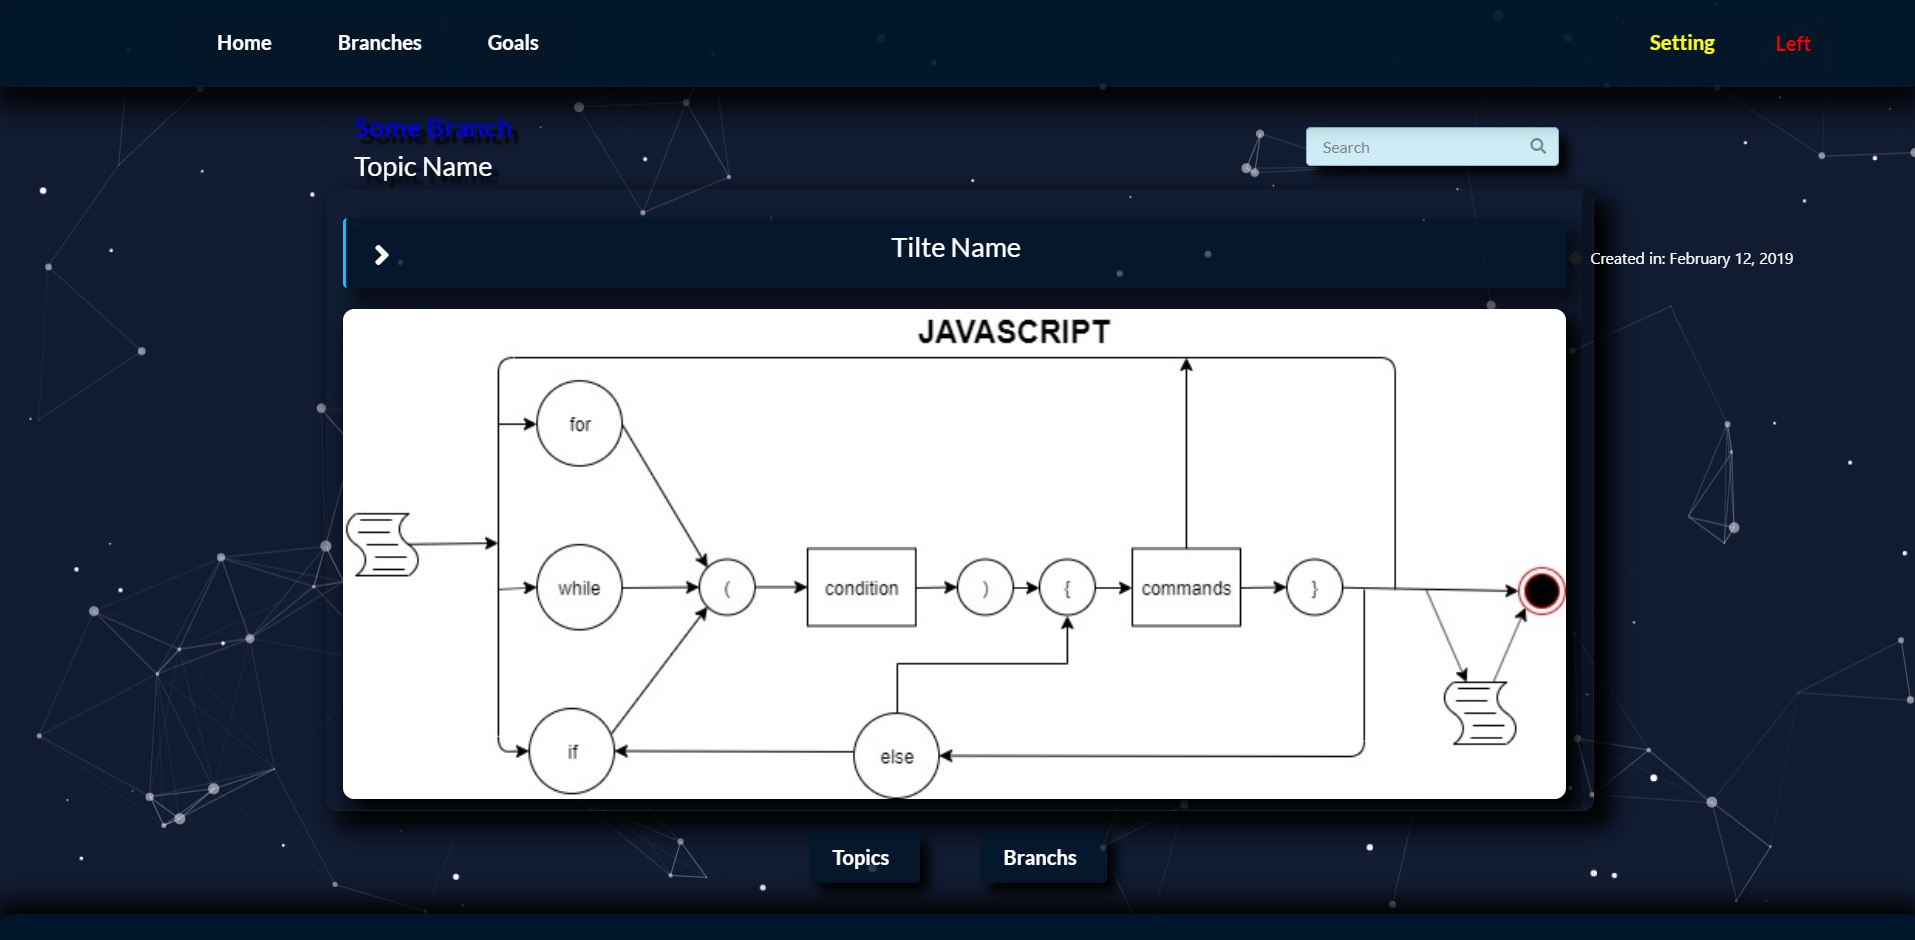 Home Branches Goals Setting Left
Some Branch
Topic Name
Search
Tilte Name
Created in: February 12, 2019
JAVASCRIPT
for
while ( condition ) { commands }
if else
Topics Branchs